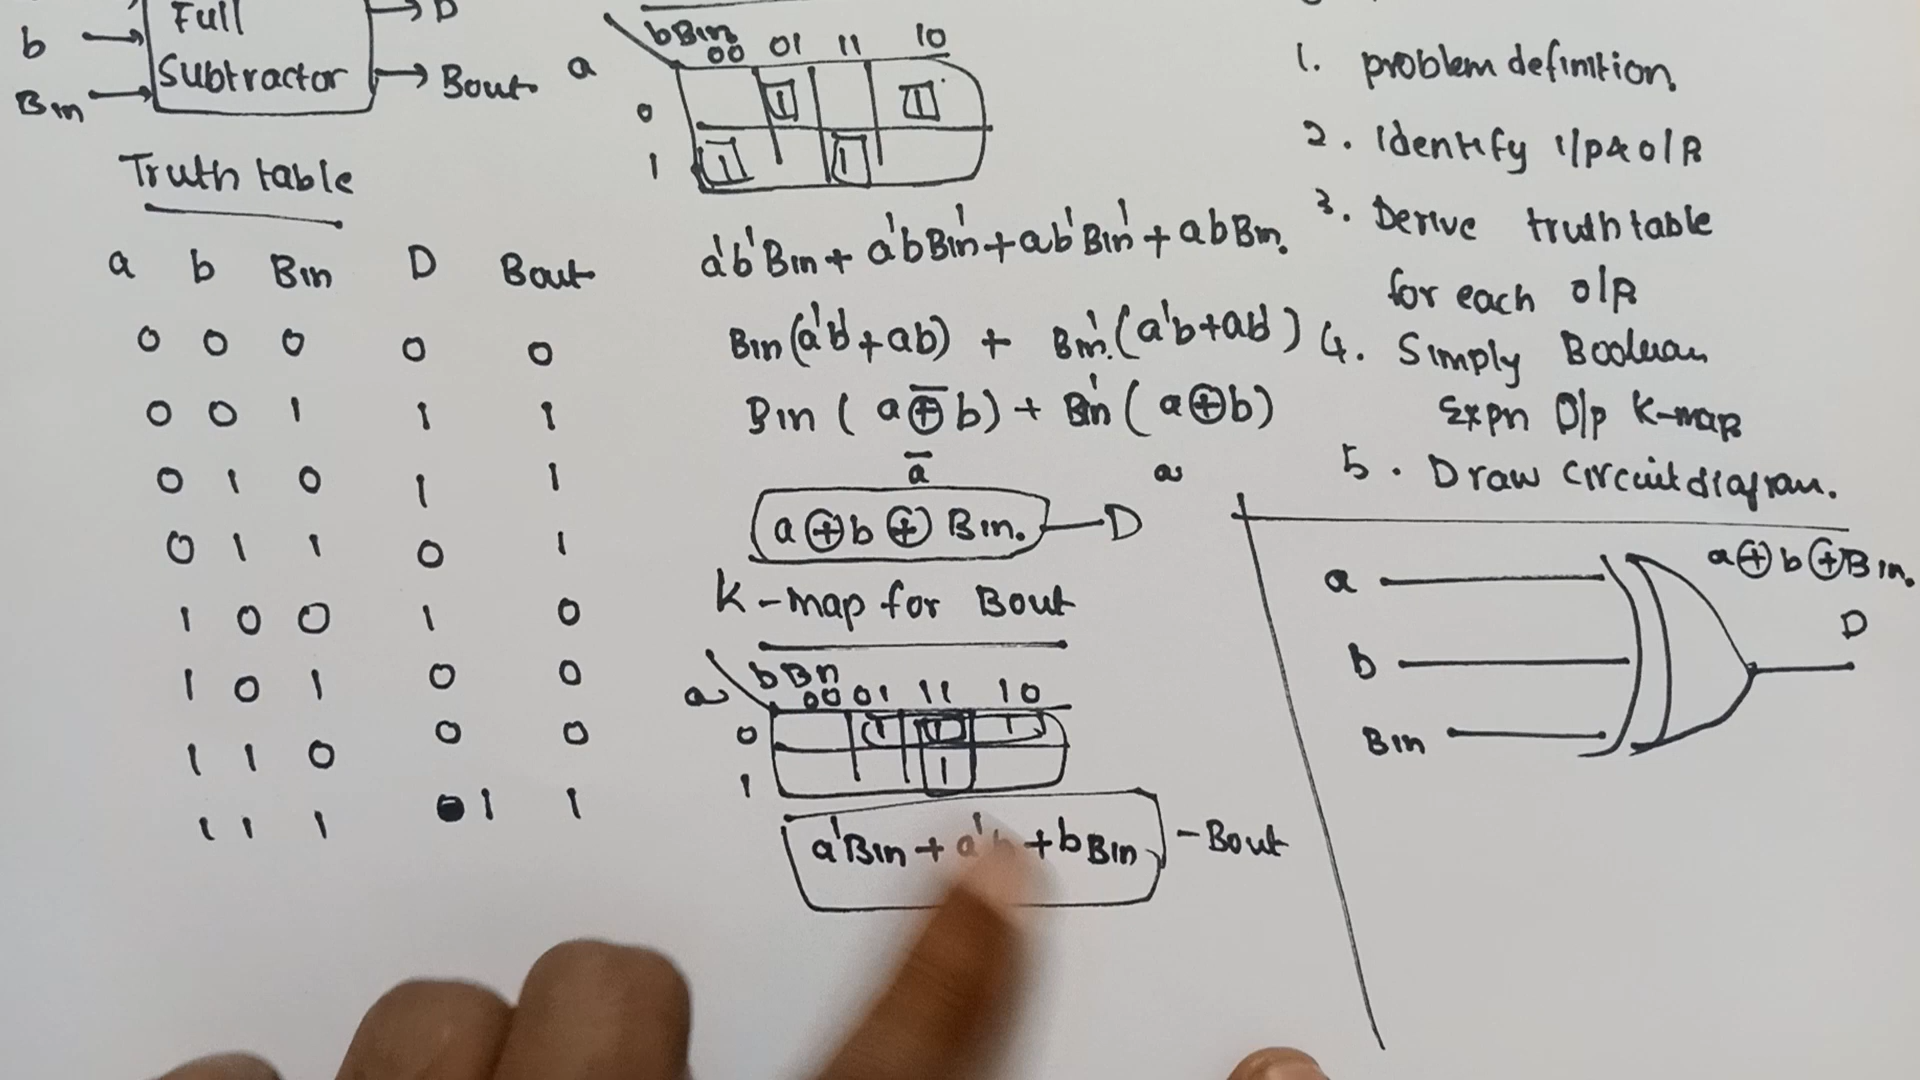 b
Bin
Full
Subtractor
D
Bout
Truth table
a b Bin D Bout
0 0 0 0 0
0 0 1 1 1
0 1 0 1 1
0 1 1 0 1
1 0 0 1 0
1 0 1 0 0
1 1 0 0 0
1 1 1 1 1
bBin
a
00 01 11 10
0 1 1
1 1 1
a'b'Bin + a'bBin' + ab'Bin' + abBin.
Bin(a'b'+ab) + Bin'(a'b+ab')
Bin ( a ⊕̅ b) + Bin' ( a⊕b)
a̅ a
a⊕b⊕ Bin. — D
K-map for Bout
bBin
a
00 01 11 10
0 1 1 1
1 1
a'Bin + a'b + bBin - Bout
1. problem definition.
2. Identify i/p & o/p
3. Derive truth table
for each o/p
4. Simply Boolean
Expn O/p K-map
5. Draw circuit diagram.
a⊕b⊕Bin.
a
b
Bin
D